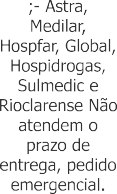 ;- Astra,
Medilar,
Hospfar, Global,
Hospidrogas,
Sulmedic e
Rioclarense Não
atendem o
prazo de
entrega, pedido
emergencial.